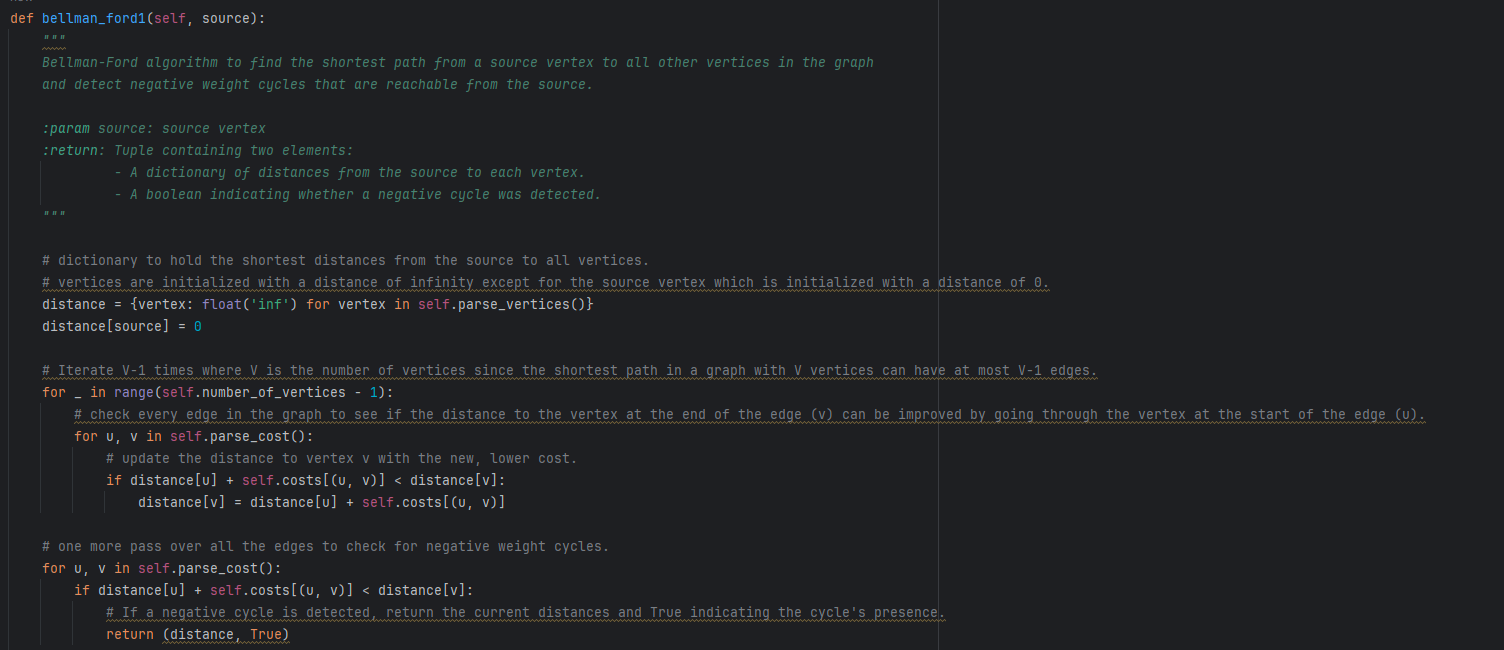 def bellman_ford1(self, source):
    """
    Bellman-Ford algorithm to find the shortest path from a source vertex to all other vertices in the graph
    and detect negative weight cycles that are reachable from the source.

    :param source: source vertex
    :return: Tuple containing two elements:
             - A dictionary of distances from the source to each vertex.
             - A boolean indicating whether a negative cycle was detected.
    """

    # dictionary to hold the shortest distances from the source to all vertices.
    # vertices are initialized with a distance of infinity except for the source vertex which is initialized with a distance of 0.
    distance = {vertex: float('inf') for vertex in self.parse_vertices()}
    distance[source] = 0

    # Iterate V-1 times where V is the number of vertices since the shortest path in a graph with V vertices can have at most V-1 edges.
    for _ in range(self.number_of_vertices - 1):
        # check every edge in the graph to see if the distance to the vertex at the end of the edge (v) can be improved by going through the vertex at the start of the edge (u).
        for u, v in self.parse_cost():
            # update the distance to vertex v with the new, lower cost.
            if distance[u] + self.costs[(u, v)] < distance[v]:
                distance[v] = distance[u] + self.costs[(u, v)]

    # one more pass over all the edges to check for negative weight cycles.
    for u, v in self.parse_cost():
        if distance[u] + self.costs[(u, v)] < distance[v]:
            # If a negative cycle is detected, return the current distances and True indicating the cycle's presence.
            return (distance, True)